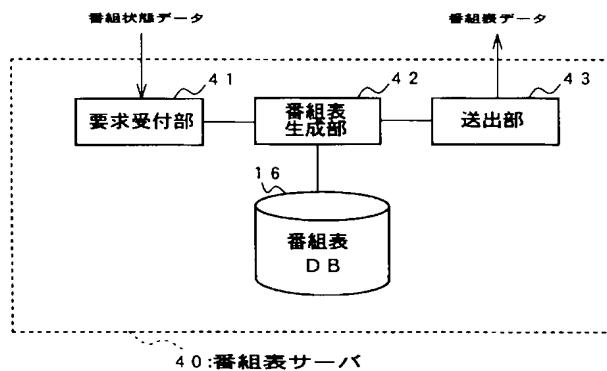 番組状態データ
番組表データ
41
42
43
要求受付部
番組表
生成部
送出部
16
番組表
DB
40:番組表サーバ